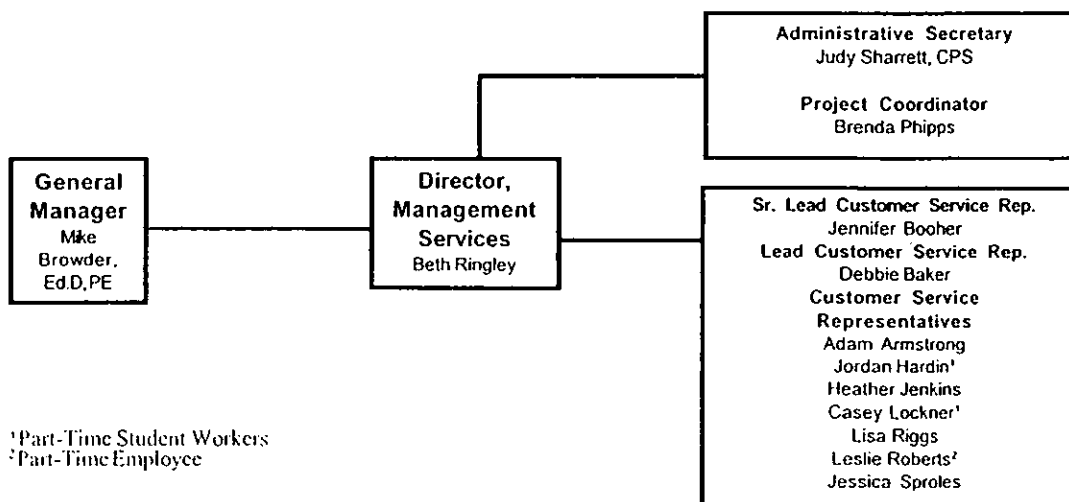 Administrative Secretary
Judy Sharrett, CPS
Project Coordinator
Brenda Phipps
General
Manager
Mike
Browder,
Ed.D, PE
Director,
Management
Services
Beth Ringley
Sr. Lead Customer Service Rep.
Jennifer Booher
Lead Customer Service Rep.
Debbie Baker
Customer Service
Representatives
Adam Armstrong
Jordan Hardin¹
Heather Jenkins
Casey Lockner¹
Lisa Riggs
Leslie Roberts²
Jessica Sproles
¹Part-Time Student Workers
²Part-Time Employee